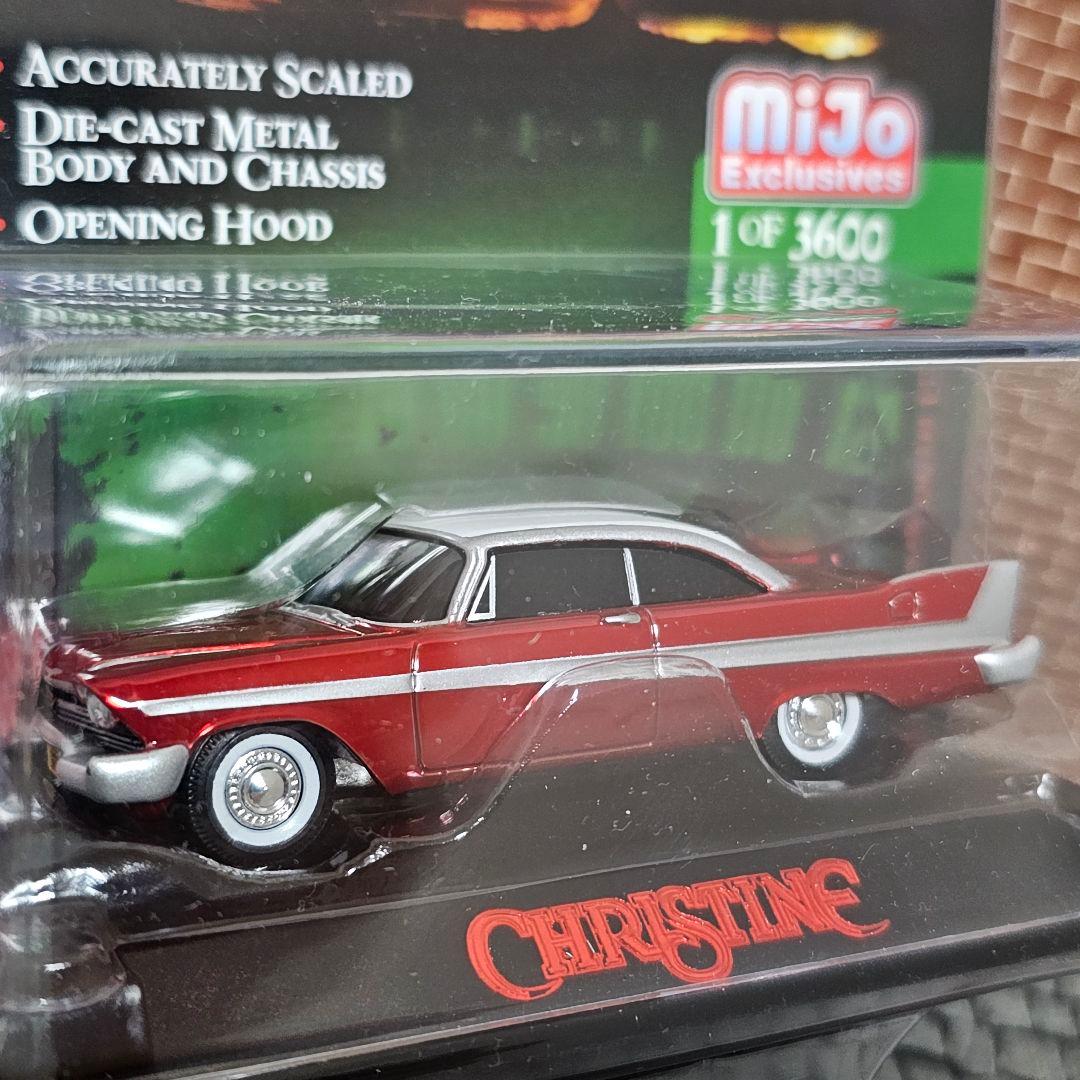 ACCURATELY SCALED
DIE-CAST METAL
BODY AND CHASSIS
OPENING HOOD
MiJo
Exclusives
1 OF 3600
CHRISTINE